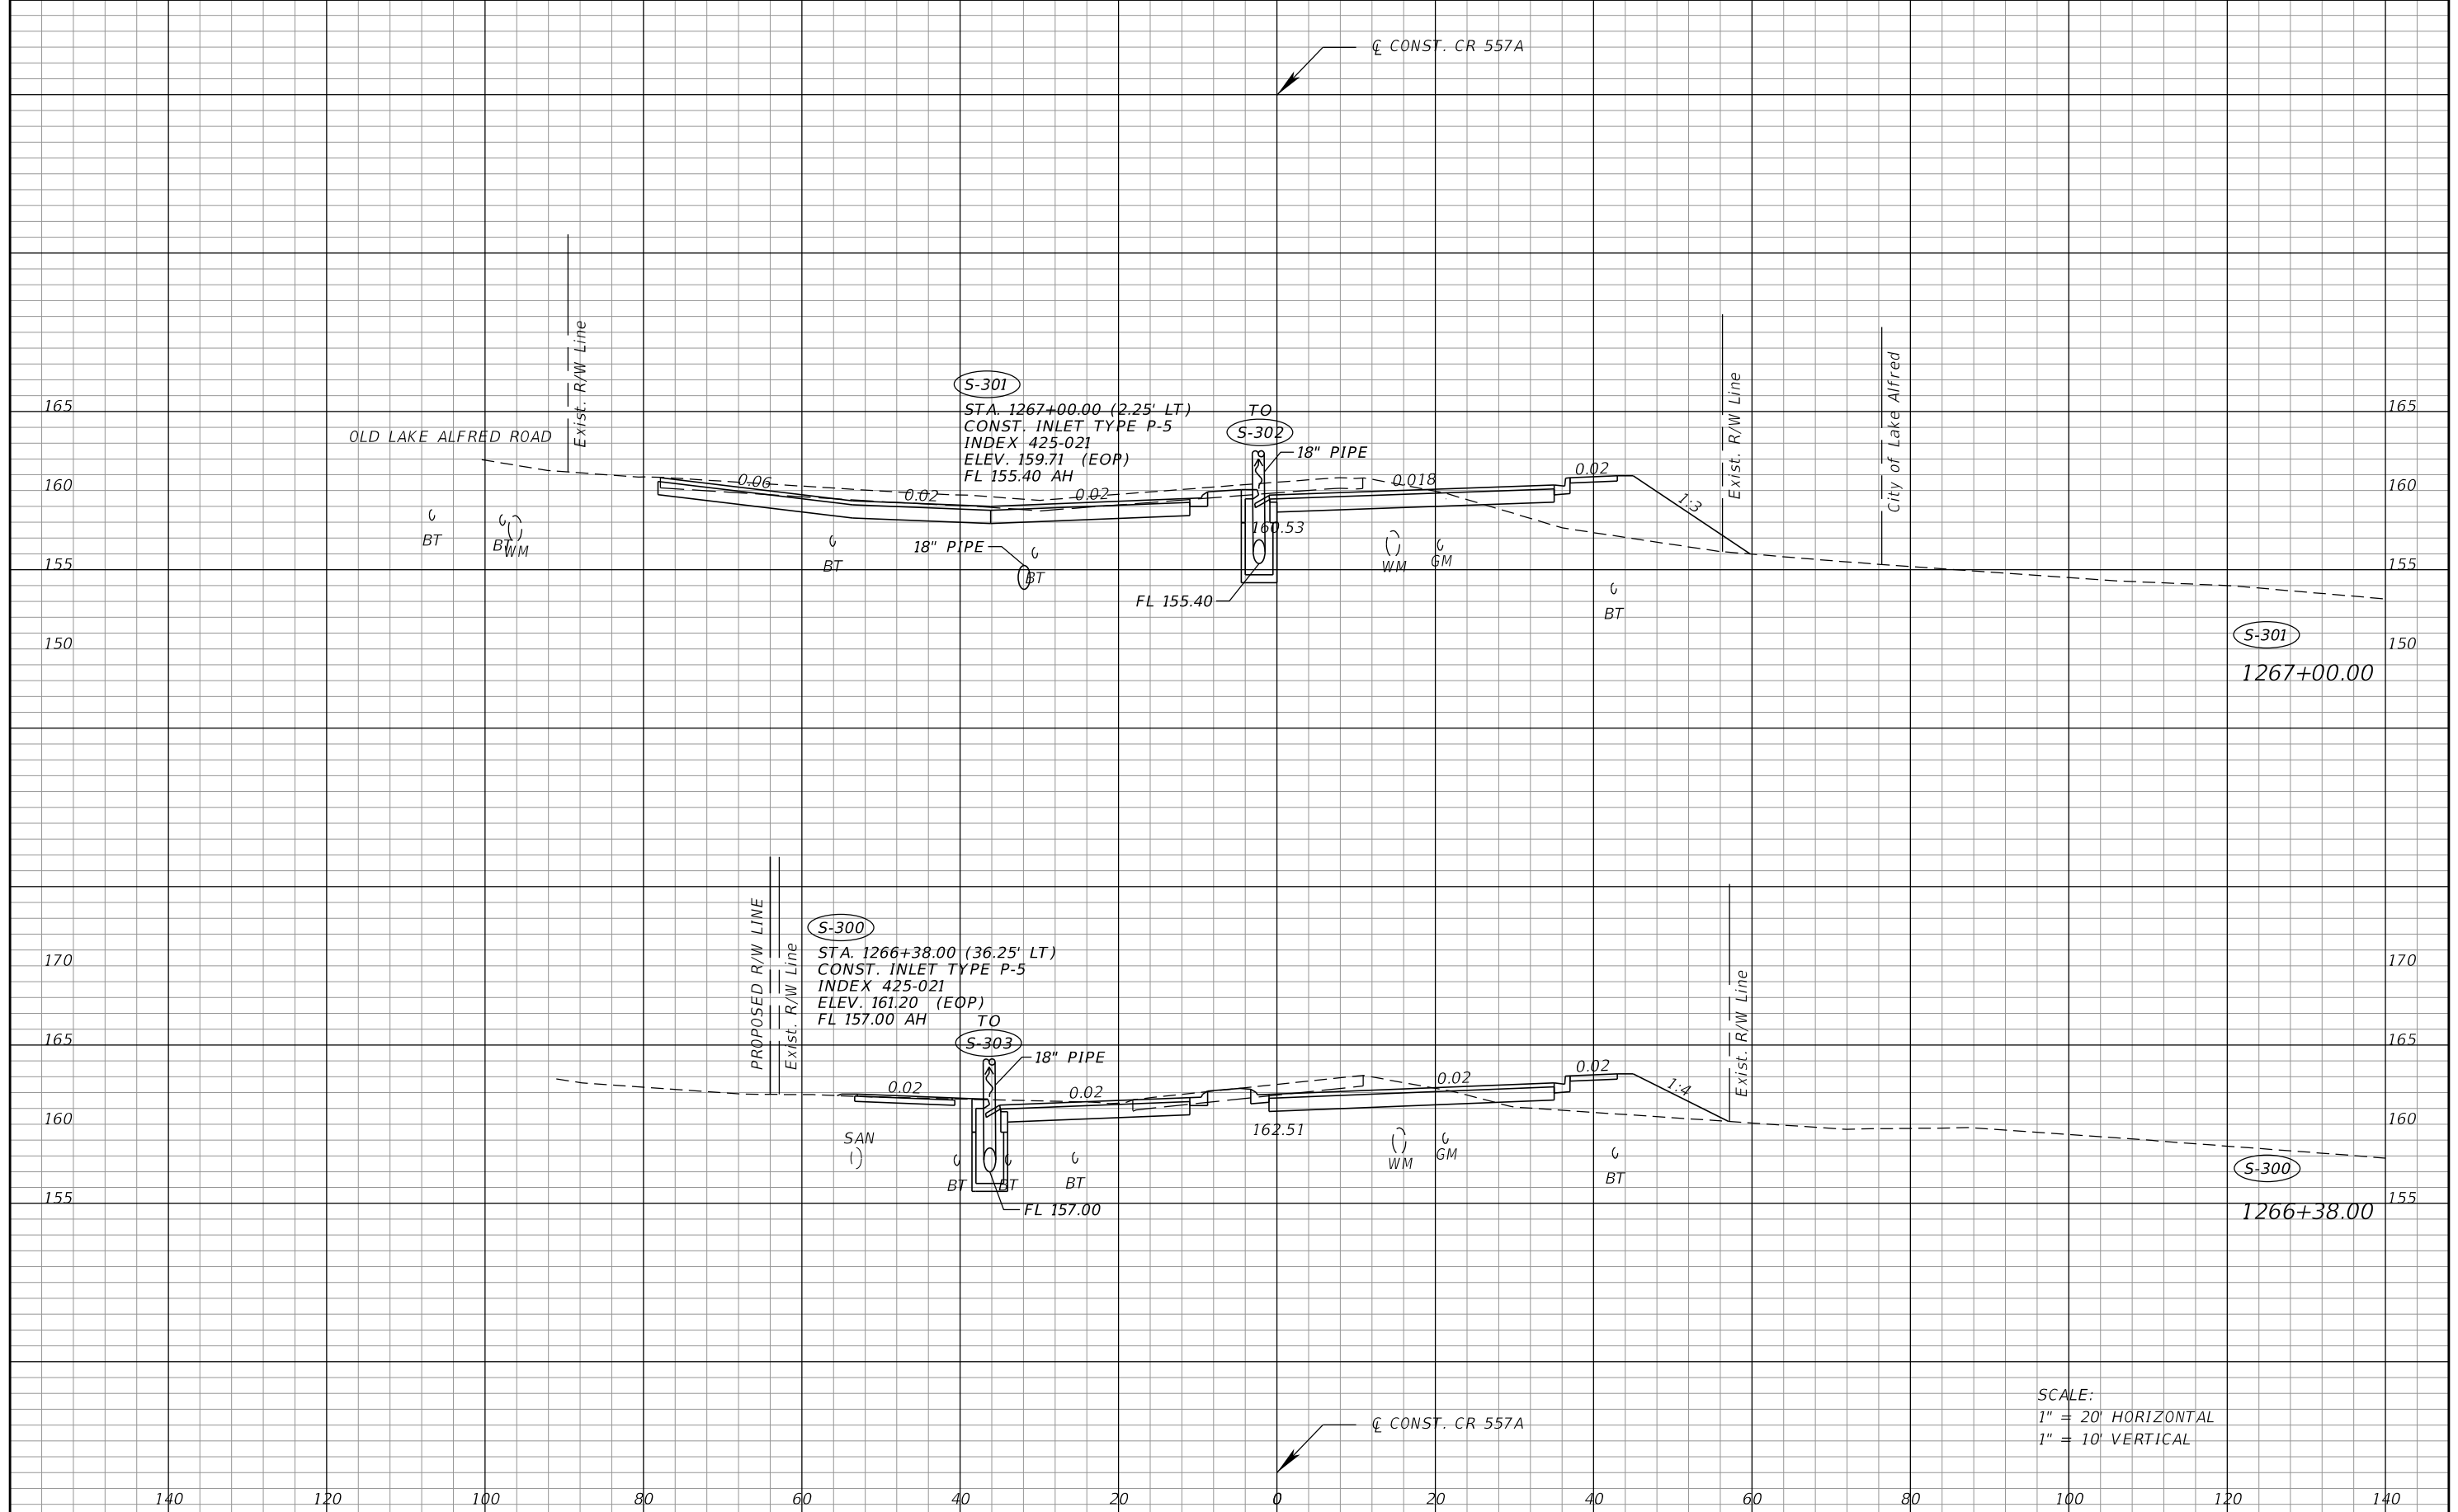 ℄ CONST. CR 557A
Exist. R/W Line
OLD LAKE ALFRED ROAD
S-301
STA. 1267+00.00 (2.25' LT)
CONST. INLET TYPE P-5
INDEX 425-021
ELEV. 159.71 (EOP)
FL 155.40 AH
TO
S-302
18" PIPE
Exist. R/W Line
City of Lake Alfred
165
165
160
160
155
155
150
150
0.06
0.02
0.02
0.018
0.02
1:3
160.53
BT
BT
WM
BT
18" PIPE
BT
FL 155.40
WM
GM
BT
S-301
1267+00.00
PROPOSED R/W LINE
Exist. R/W Line
S-300
STA. 1266+38.00 (36.25' LT)
CONST. INLET TYPE P-5
INDEX 425-021
ELEV. 161.20 (EOP)
FL 157.00 AH
TO
S-303
18" PIPE
Exist. R/W Line
170
170
165
165
160
160
155
155
0.02
0.02
0.02
0.02
1:4
162.51
SAN
BT
BT
BT
FL 157.00
WM
GM
BT
S-300
1266+38.00
℄ CONST. CR 557A
SCALE:
1" = 20' HORIZONTAL
1" = 10' VERTICAL
140 120 100 80 60 40 20 0 20 40 60 80 100 120 140